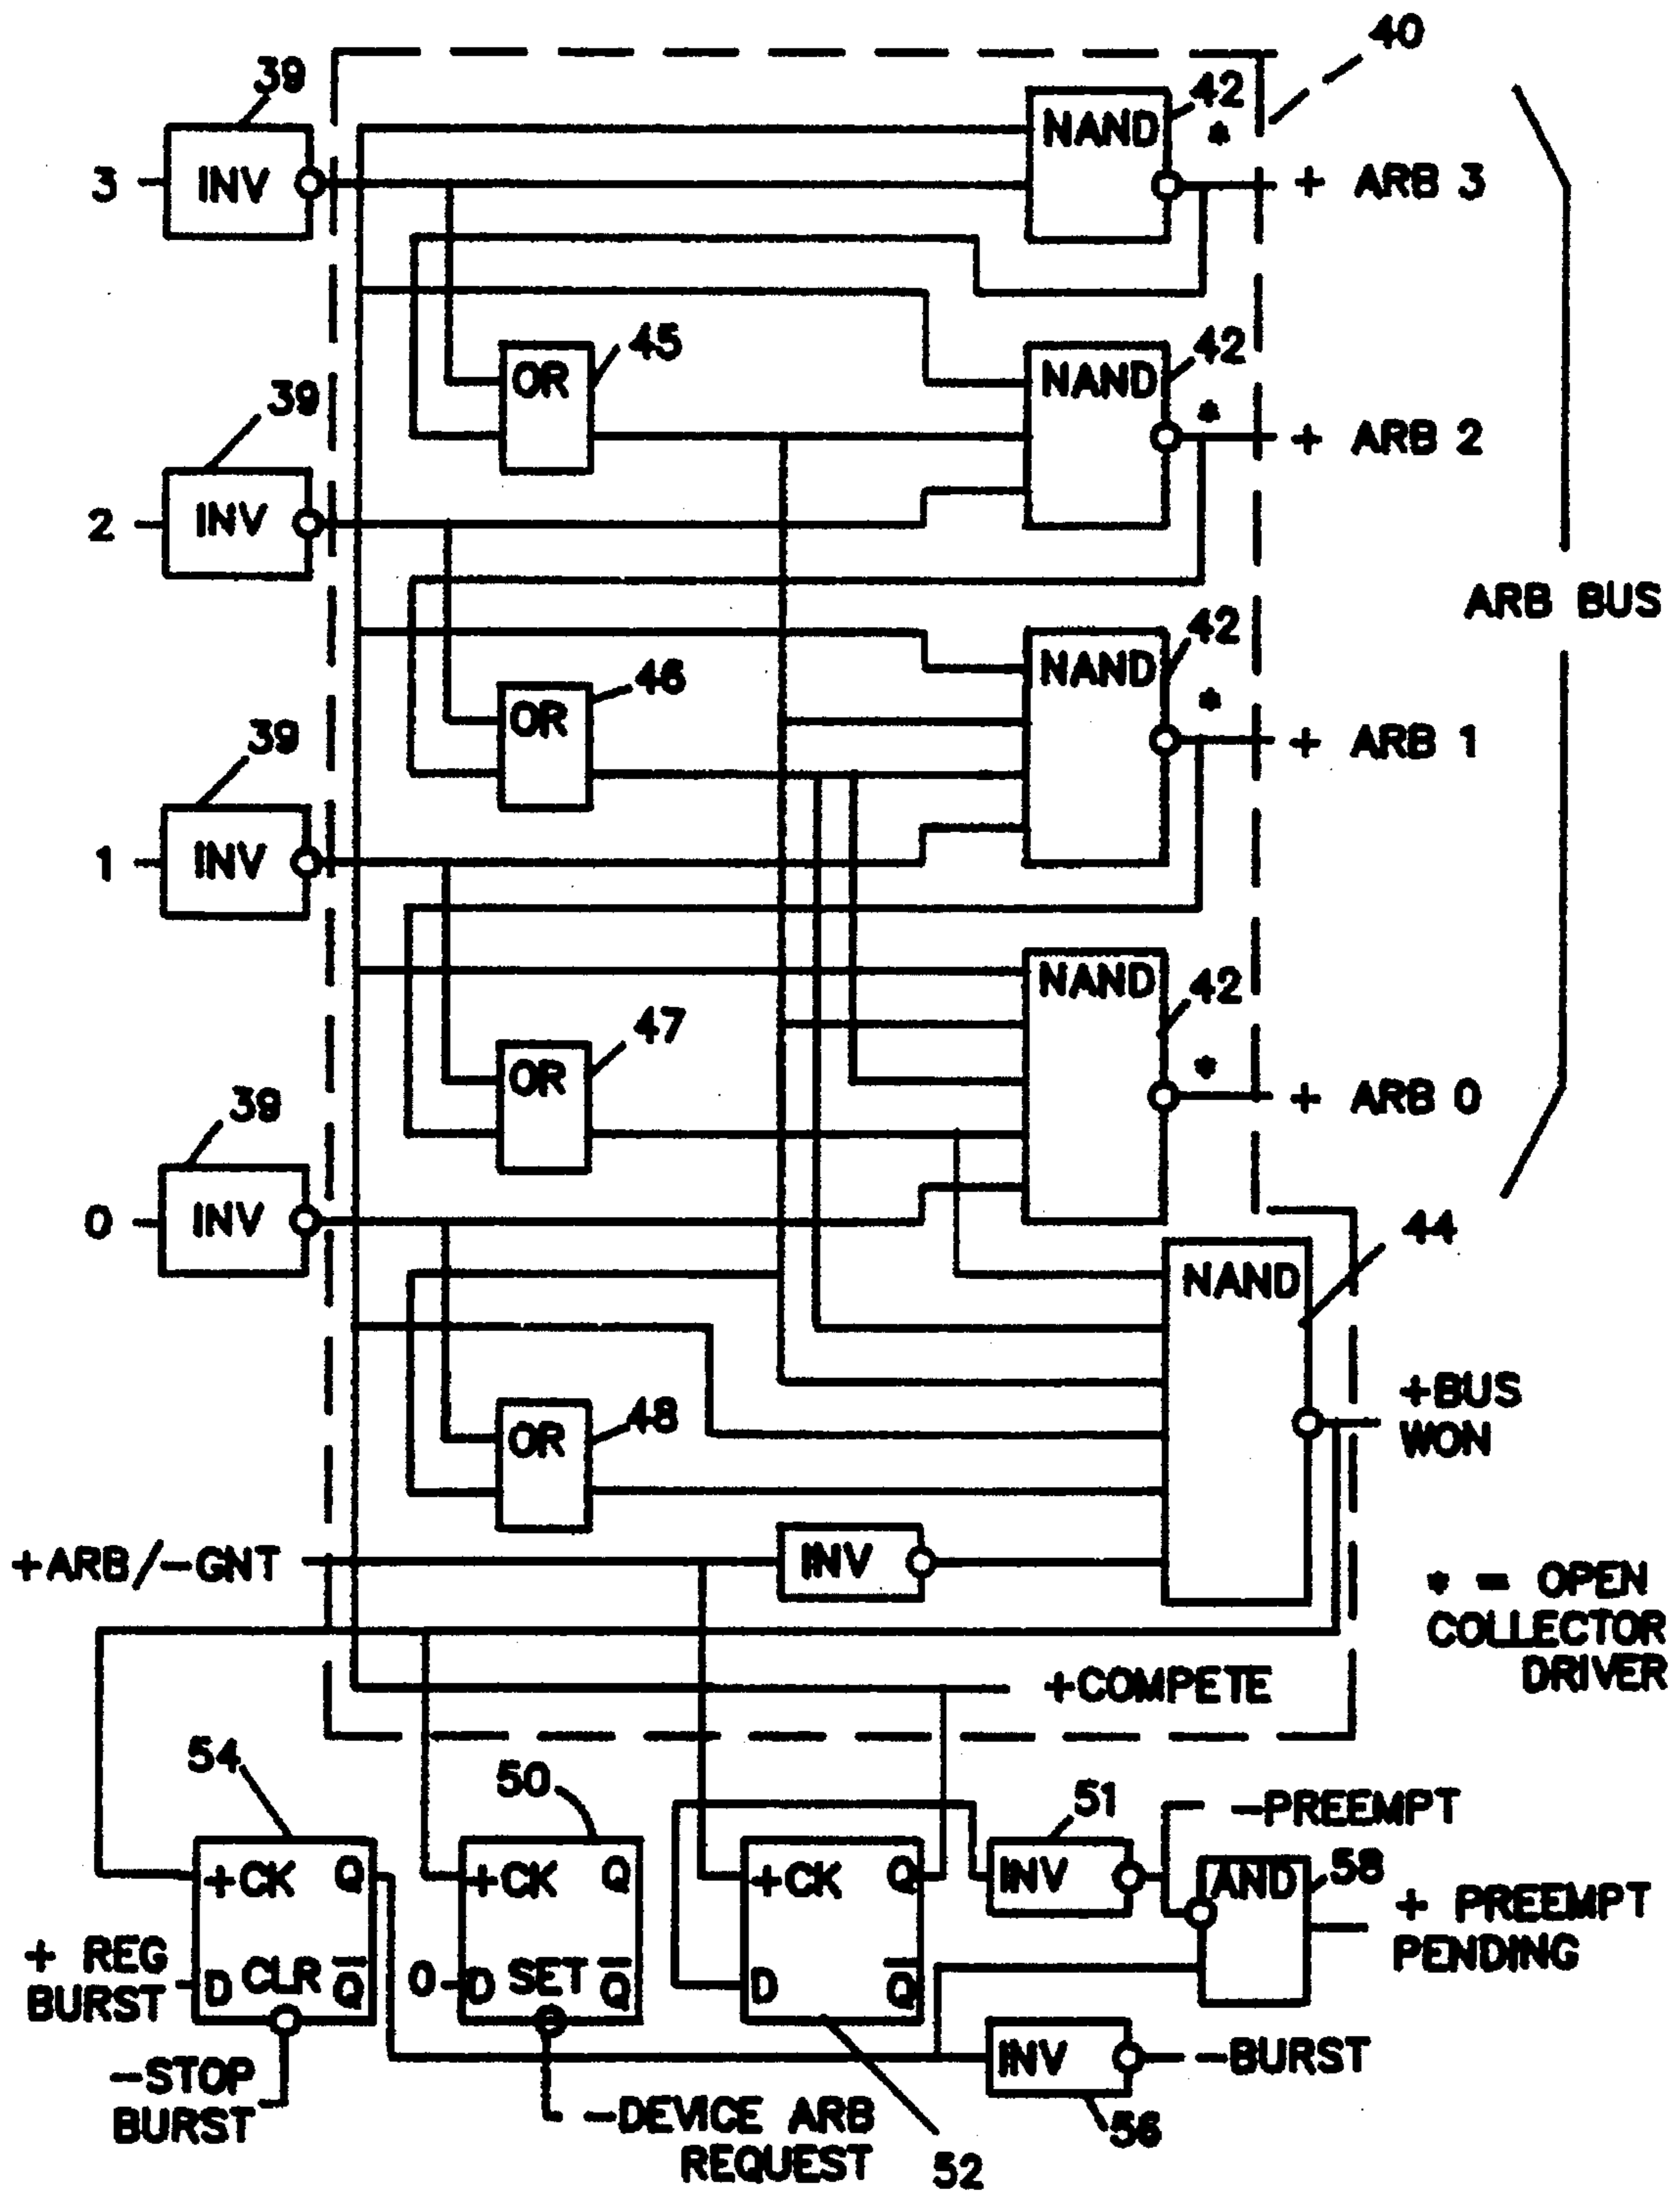 40
39
42
NAND
*
3
INV
+ ARB 3
45
42
OR
NAND
39
*
+ ARB 2
2
INV
ARB BUS
42
46
NAND
OR
*
39
+ ARB 1
1
INV
NAND
42
47
OR
*
+ ARB 0
39
0
INV
44
NAND
48
OR
+BUS
WON
+ARB/-GNT
INV
* = OPEN
COLLECTOR
DRIVER
+COMPETE
54
50
51
-PREEMPT
+CK Q
+CK Q
+CK Q
INV
AND
58
+ PREEMPT
PENDING
+ REG
BURST
D CLR Q̅
0
D SET Q̅
D Q̅
INV
-BURST
-STOP
BURST
-DEVICE ARB
REQUEST
52
56